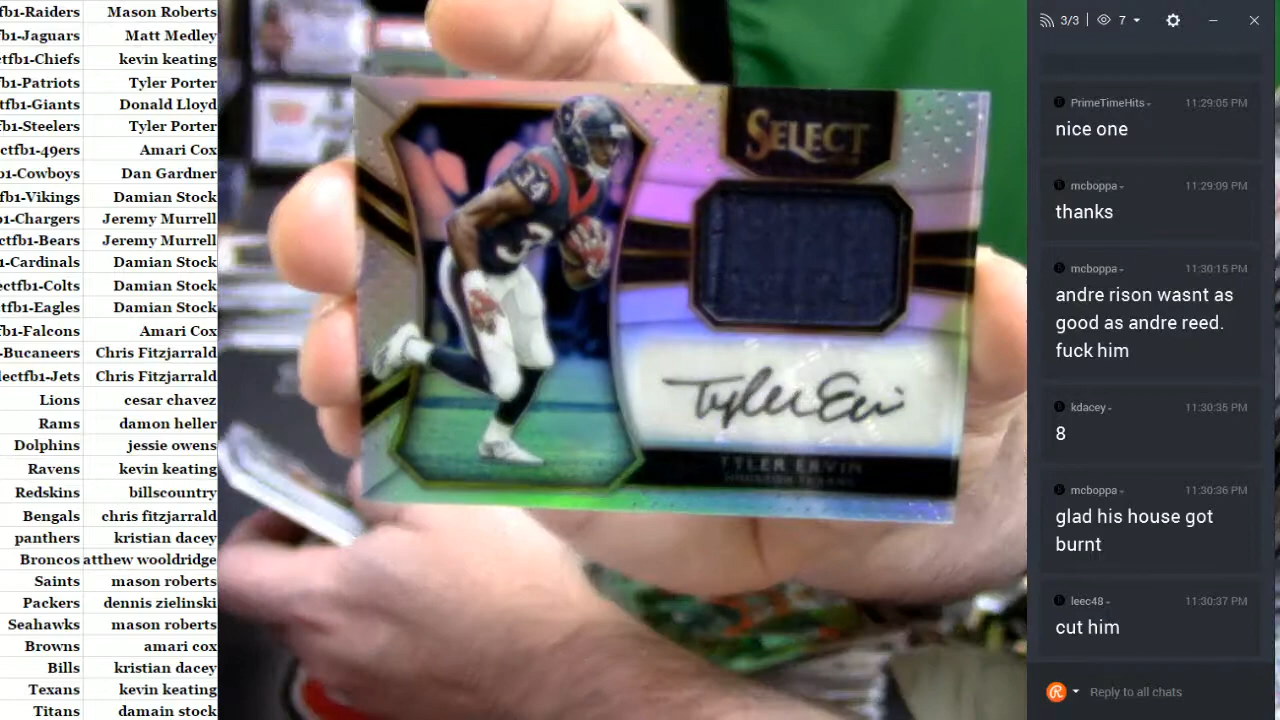 fb1-Raiders Mason Roberts
fb1-Jaguars Matt Medley
ctfb1-Chiefs kevin keating
fb1-Patriots Tyler Porter
tfb1-Giants Donald Lloyd
fb1-Steelers Tyler Porter
ctfb1-49ers Amari Cox
b1-Cowboys Dan Gardner
fb1-Vikings Damian Stock
1-Chargers Jeremy Murrell
ctfb1-Bears Jeremy Murrell
1-Cardinals Damian Stock
ectfb1-Colts Damian Stock
tfb1-Eagles Damian Stock
fb1-Falcons Amari Cox
-Bucaneers Chris Fitzjarrald
lectfb1-Jets Chris Fitzjarrald
Lions cesar chavez
Rams damon heller
Dolphins jessie owens
Ravens kevin keating
Redskins billscountry
Bengals chris fitzjarrald
panthers kristian dacey
Broncos atthew wooldridge
Saints mason roberts
Packers dennis zielinski
Seahawks mason roberts
Browns amari cox
Bills kristian dacey
Texans kevin keating
Titans damain stock
SELECT
34
3
Tyler Ervin
TYLER ERVIN
HOUSTON TEXANS
3/3 7
PrimeTimeHits 11:29:05 PM
nice one
mcboppa 11:29:09 PM
thanks
mcboppa 11:30:15 PM
andre rison wasnt as
good as andre reed.
fuck him
kdacey 11:30:35 PM
8
mcboppa 11:30:36 PM
glad his house got
burnt
leec48 11:30:37 PM
cut him
Reply to all chats